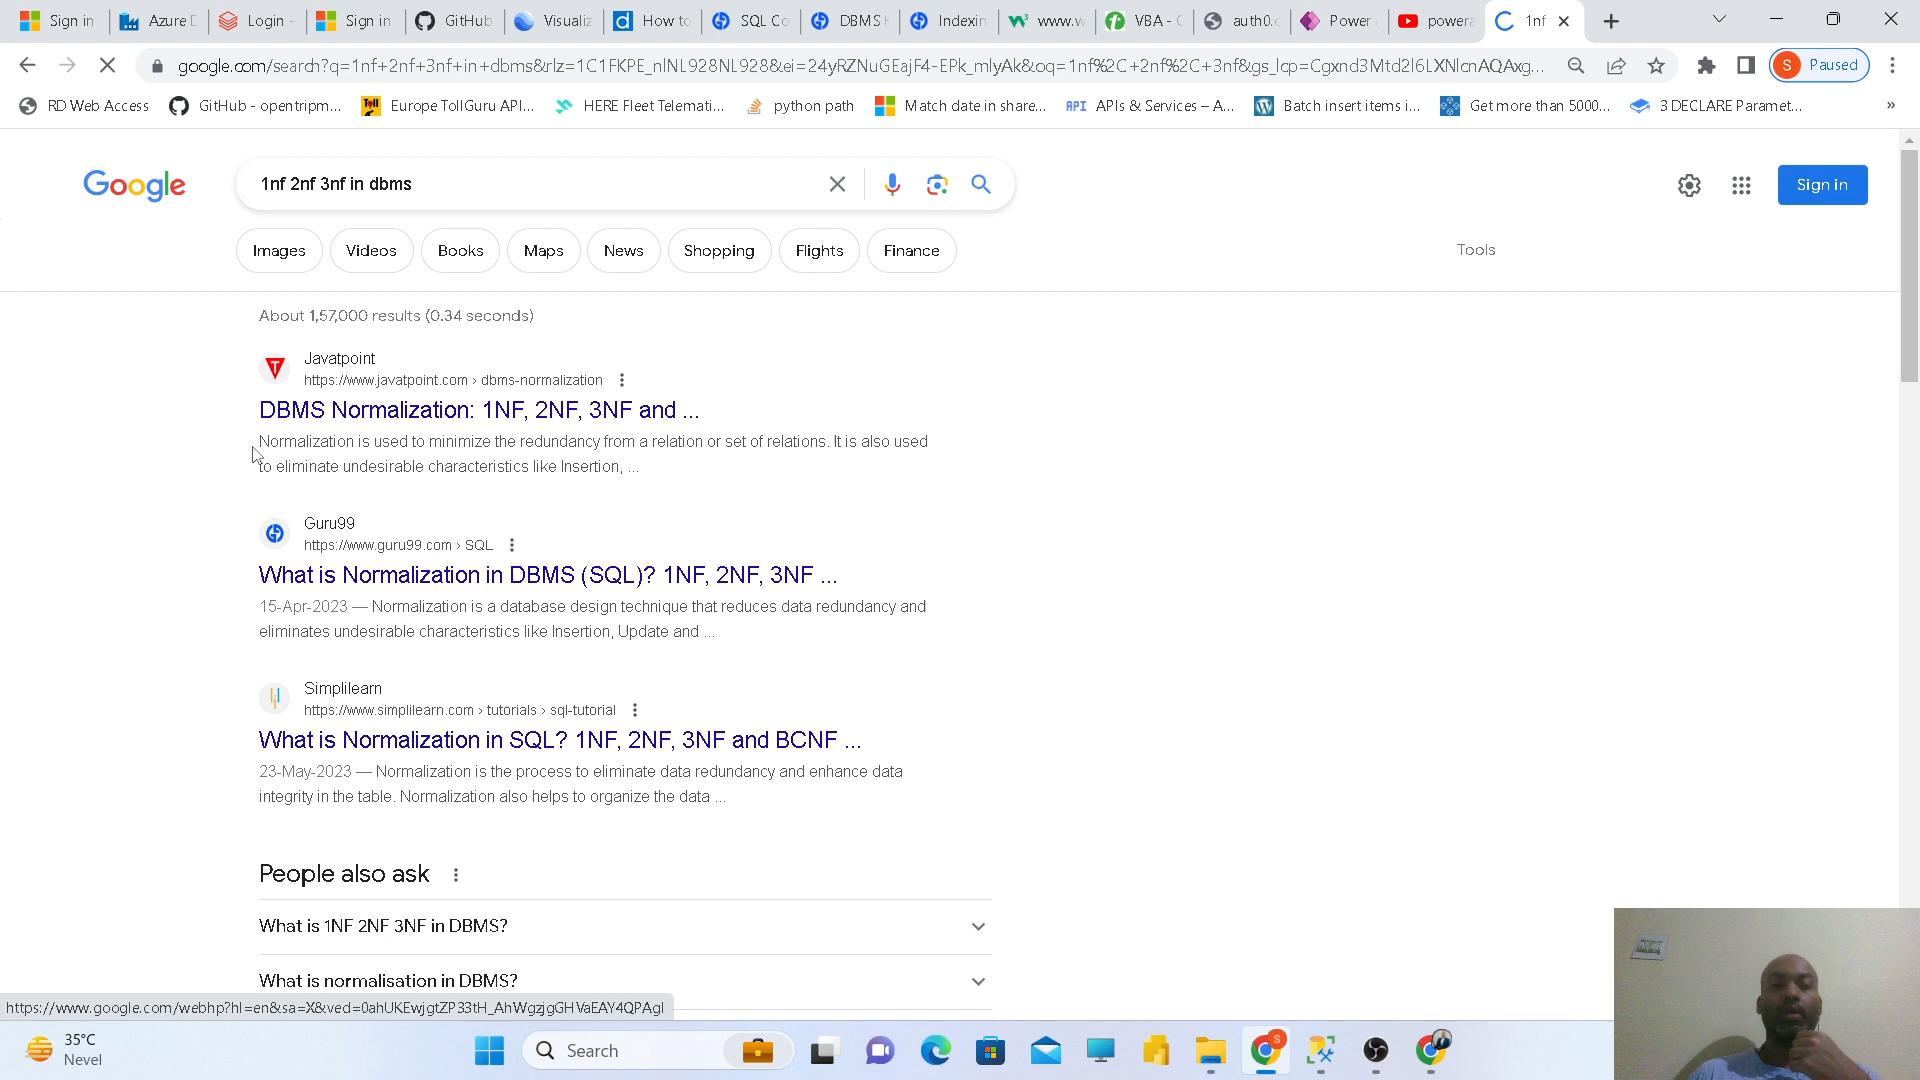 Sign in
Azure D
Login -
Sign in
GitHub
Visualiz
How to
SQL Co
DBMS K
Indexin
www.w
VBA - C
auth0.c
Power A
powera
1nf
google.com/search?q=1nf+2nf+3nf+in+dbms&rlz=1C1FKPE_nlNL928NL928&ei=24yRZNuGEajF4-EPk_mlyAk&oq=1nf%2C+2nf%2C+3nf&gs_lcp=Cgxnd3Mtd2l6LXNlcnAQAxg...
S Paused
RD Web Access
GitHub - opentripm...
Europe TollGuru API...
HERE Fleet Telemati...
python path
Match date in share...
API APIs & Services – A...
Batch insert items i...
Get more than 5000...
3 DECLARE Paramet...
»
Google
1nf 2nf 3nf in dbms
Sign in
Images
Videos
Books
Maps
News
Shopping
Flights
Finance
Tools
About 1,57,000 results (0.34 seconds)
Javatpoint
https://www.javatpoint.com › dbms-normalization
DBMS Normalization: 1NF, 2NF, 3NF and ...
Normalization is used to minimize the redundancy from a relation or set of relations. It is also used
to eliminate undesirable characteristics like Insertion, ...
Guru99
https://www.guru99.com › SQL
What is Normalization in DBMS (SQL)? 1NF, 2NF, 3NF ...
15-Apr-2023 — Normalization is a database design technique that reduces data redundancy and
eliminates undesirable characteristics like Insertion, Update and ...
Simplilearn
https://www.simplilearn.com › tutorials › sql-tutorial
What is Normalization in SQL? 1NF, 2NF, 3NF and BCNF ...
23-May-2023 — Normalization is the process to eliminate data redundancy and enhance data
integrity in the table. Normalization also helps to organize the data ...
People also ask
What is 1NF 2NF 3NF in DBMS?
What is normalisation in DBMS?
https://www.google.com/webhp?hl=en&sa=X&ved=0ahUKEwjgtZP33tH_AhWgzjgGHVaEAY4QPAgI
35°C
Nevel
Search